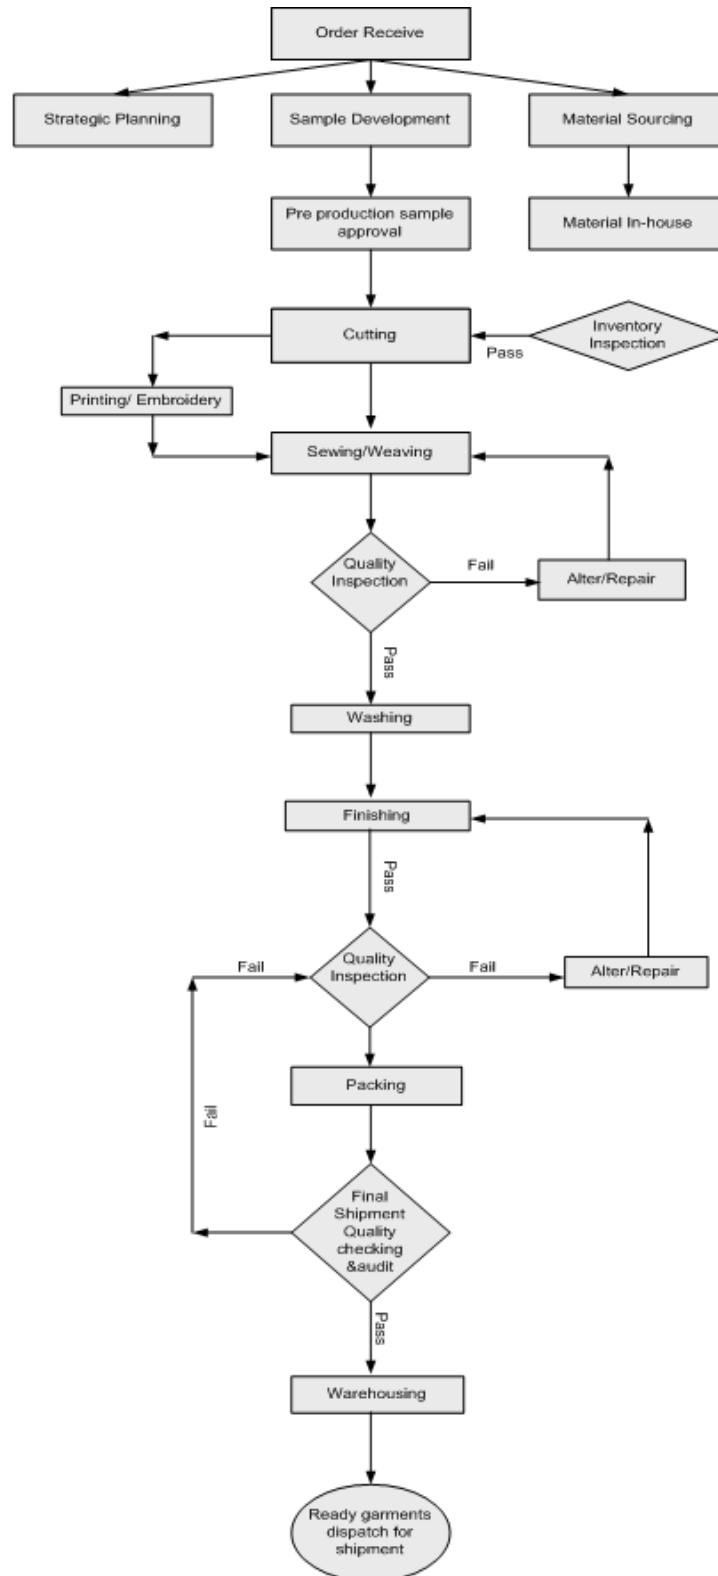 Order Receive
Strategic Planning
Sample Development
Material Sourcing
Pre production sample
approval
Material In-house
Cutting
Pass
Inventory
Inspection
Printing/ Embroidery
Sewing/Weaving
Quality
Inspection
Fail
Alter/Repair
Pass
Washing
Finishing
Pass
Fail
Quality
Inspection
Fail
Alter/Repair
Packing
Fail
Final
Shipment
Quality
checking
&audit
Pass
Warehousing
Ready garments
dispatch for
shipment